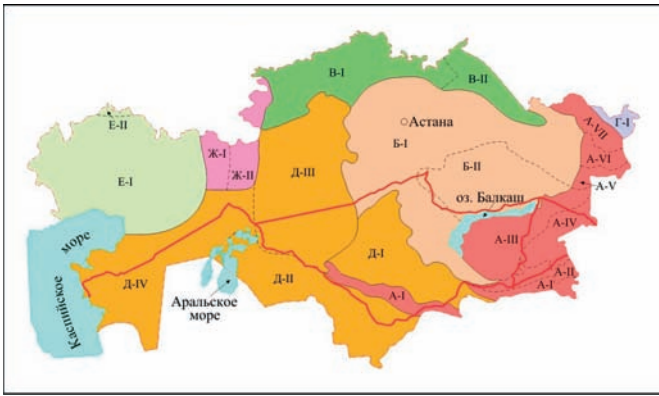 В-I
В-II
Г-I
А-VII
Астана
Е-II
Б-I
Ж-I
А-VI
Б-II
Д-III
Е-I
Ж-II
А-V
оз. Балкаш
А-IV
А-III
Каспийское
море
Д-I
А-II
Д-IV
Д-II
А-I
А-I
Аральское
море